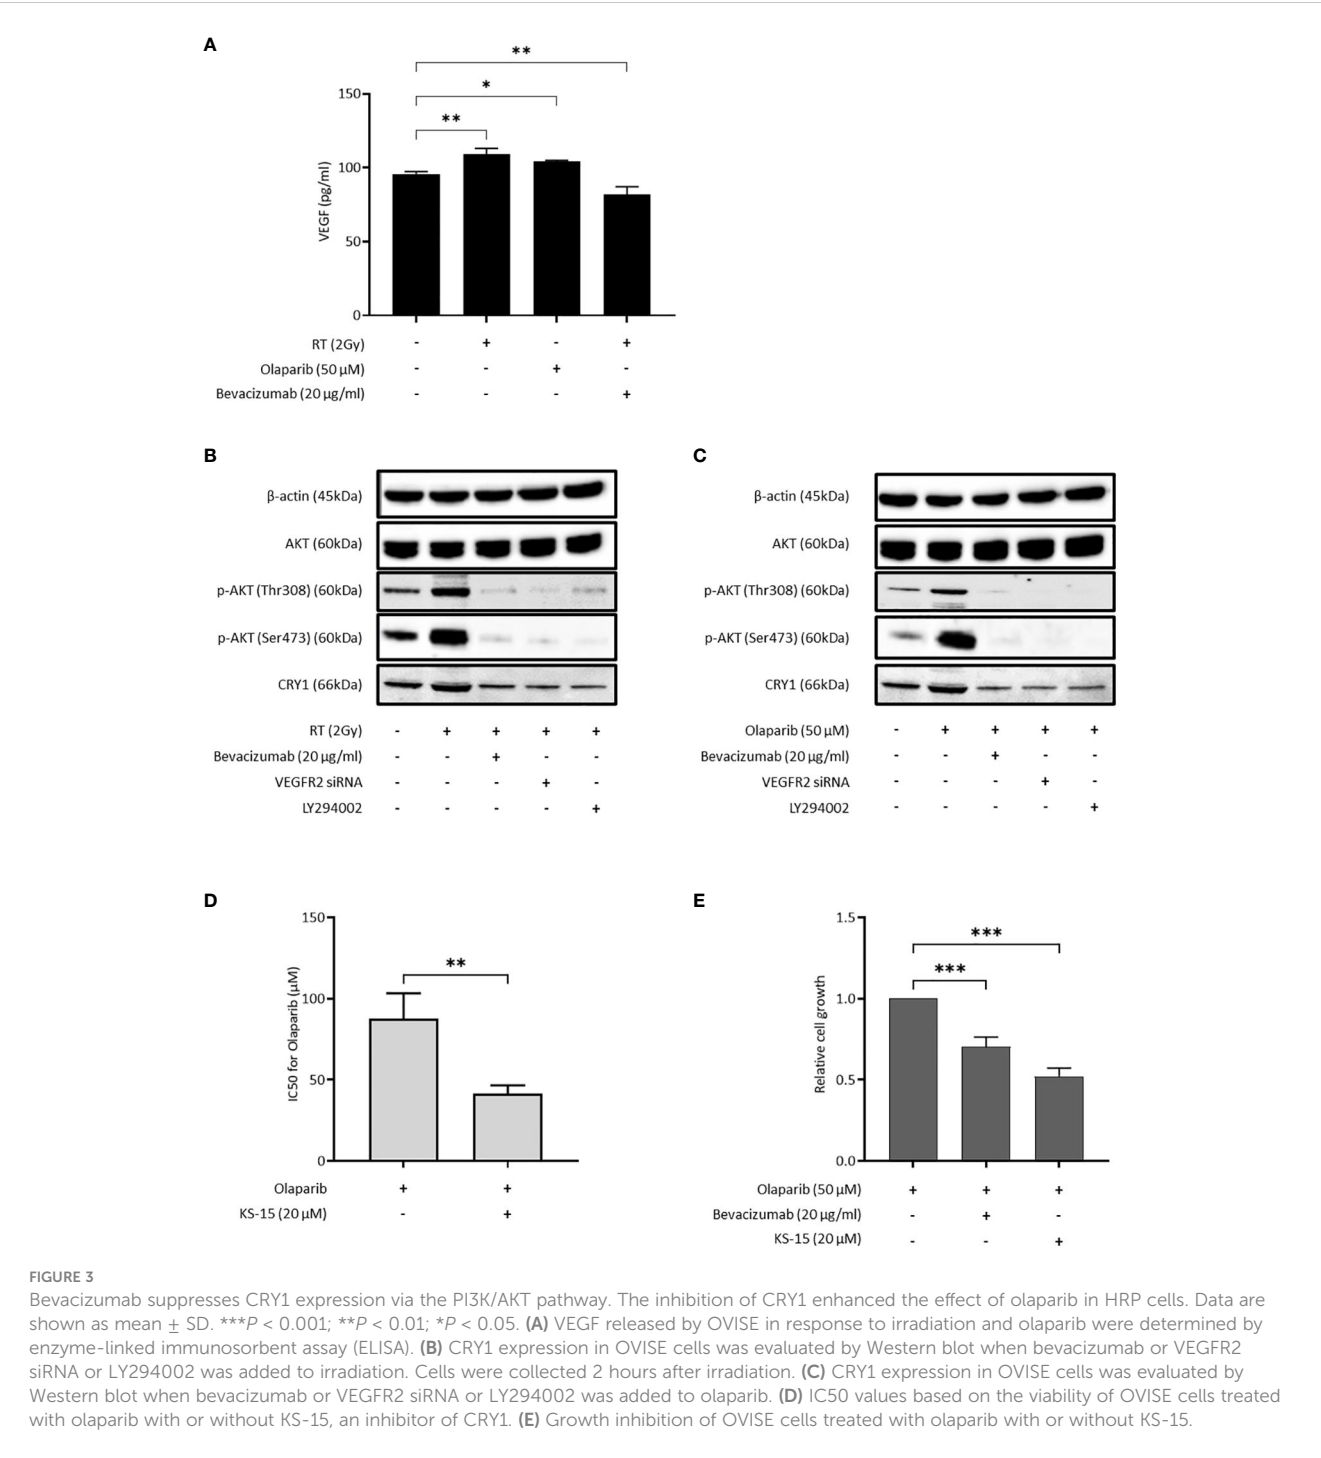 A
**
*
**
150
100
50
0
VEGF (pg/ml)
RT (2Gy) - + - +
Olaparib (50 µM) - - + -
Bevacizumab (20 µg/ml) - - - +
B
β-actin (45kDa)
AKT (60kDa)
p-AKT (Thr308) (60kDa)
p-AKT (Ser473) (60kDa)
CRY1 (66kDa)
RT (2Gy) - + + + +
Bevacizumab (20 µg/ml) - - + - -
VEGFR2 siRNA - - - + -
LY294002 - - - - +
C
β-actin (45kDa)
AKT (60kDa)
p-AKT (Thr308) (60kDa)
p-AKT (Ser473) (60kDa)
CRY1 (66kDa)
Olaparib (50 µM) - + + + +
Bevacizumab (20 µg/ml) - - + - -
VEGFR2 siRNA - - - + -
LY294002 - - - - +
D
150
100
50
0
IC50 for Olaparib (µM)
**
Olaparib + +
KS-15 (20 µM) - +
E
1.5
1.0
0.5
0.0
Relative cell growth
***
***
Olaparib (50 µM) + + +
Bevacizumab (20 µg/ml) - + -
KS-15 (20 µM) - - +
FIGURE 3
Bevacizumab suppresses CRY1 expression via the PI3K/AKT pathway. The inhibition of CRY1 enhanced the effect of olaparib in HRP cells. Data are
shown as mean ± SD. ***P < 0.001; **P < 0.01; *P < 0.05. (A) VEGF released by OVISE in response to irradiation and olaparib were determined by
enzyme-linked immunosorbent assay (ELISA). (B) CRY1 expression in OVISE cells was evaluated by Western blot when bevacizumab or VEGFR2
siRNA or LY294002 was added to irradiation. Cells were collected 2 hours after irradiation. (C) CRY1 expression in OVISE cells was evaluated by
Western blot when bevacizumab or VEGFR2 siRNA or LY294002 was added to olaparib. (D) IC50 values based on the viability of OVISE cells treated
with olaparib with or without KS-15, an inhibitor of CRY1. (E) Growth inhibition of OVISE cells treated with olaparib with or without KS-15.